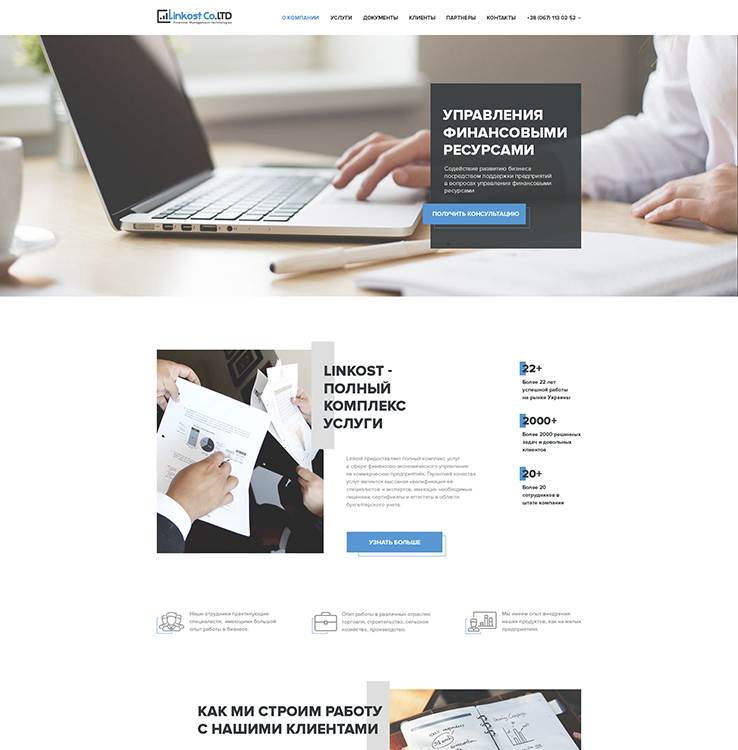 Linkost Co.LTD
Financial Management Technologies
О КОМПАНИИ УСЛУГИ ДОКУМЕНТЫ КЛИЕНТЫ ПАРТНЕРЫ КОНТАКТЫ +38 (067) 113 02 52
УПРАВЛЕНИЯ
ФИНАНСОВЫМИ
РЕСУРСАМИ
Содействие развитию бизнеса
посредством поддержки предприятий
в вопросах управления финансовыми
ресурсами
ПОЛУЧИТЬ КОНСУЛЬТАЦИЮ
LINKOST -
ПОЛНЫЙ
КОМПЛЕКС
УСЛУГИ
Linkost предоставляет полный комплекс услуг
в сфере финансово-экономического управления
на коммерческих предприятиях. Гарантией качества
услуг является высокая квалификация её
специалистов и экспертов, имеющих необходимые
лицензии, сертификаты и аттестаты в области
бухгалтерского учета.
УЗНАТЬ БОЛЬШЕ
22+
Более 22 лет
успешной работы
на рынке Украины
2000+
Более 2000 решенных
задач и довольных
клиентов
20+
Более 20
сотрудников в
штате компании
Наши отрудники практикующие
специалисти, имеющими большой
опыт работы в бизнесе.
Опит работы в различных отраслях:
торговля, строительство, сельское
хозяйство, производство.
Мы имеем опыт внедрения
наших продуктов, как на малых
предприятиях.
КАК МИ СТРОИМ РАБОТУ
С НАШИМИ КЛИЕНТАМИ